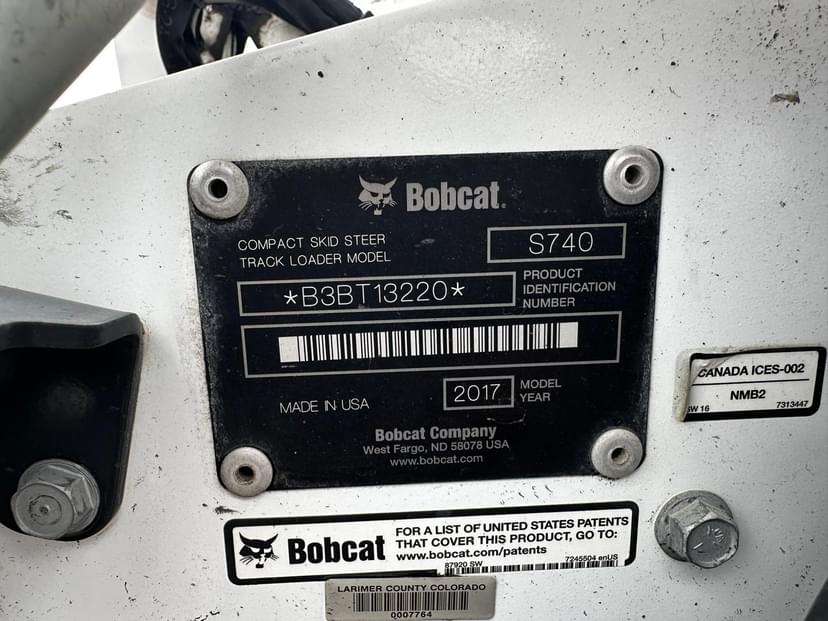 Bobcat.
COMPACT SKID STEER
TRACK LOADER MODEL
S740
*B3BT13220*
PRODUCT
IDENTIFICATION
NUMBER
MADE IN USA
2017
MODEL
YEAR
Bobcat Company
West Fargo, ND 58078 USA
www.bobcat.com
CANADA ICES-002
NMB2
SW 16 7313447
Bobcat
FOR A LIST OF UNITED STATES PATENTS
THAT COVER THIS PRODUCT, GO TO:
www.bobcat.com/patents
87920 SW 7245504 enUS
LARIMER COUNTY COLORADO
0007764